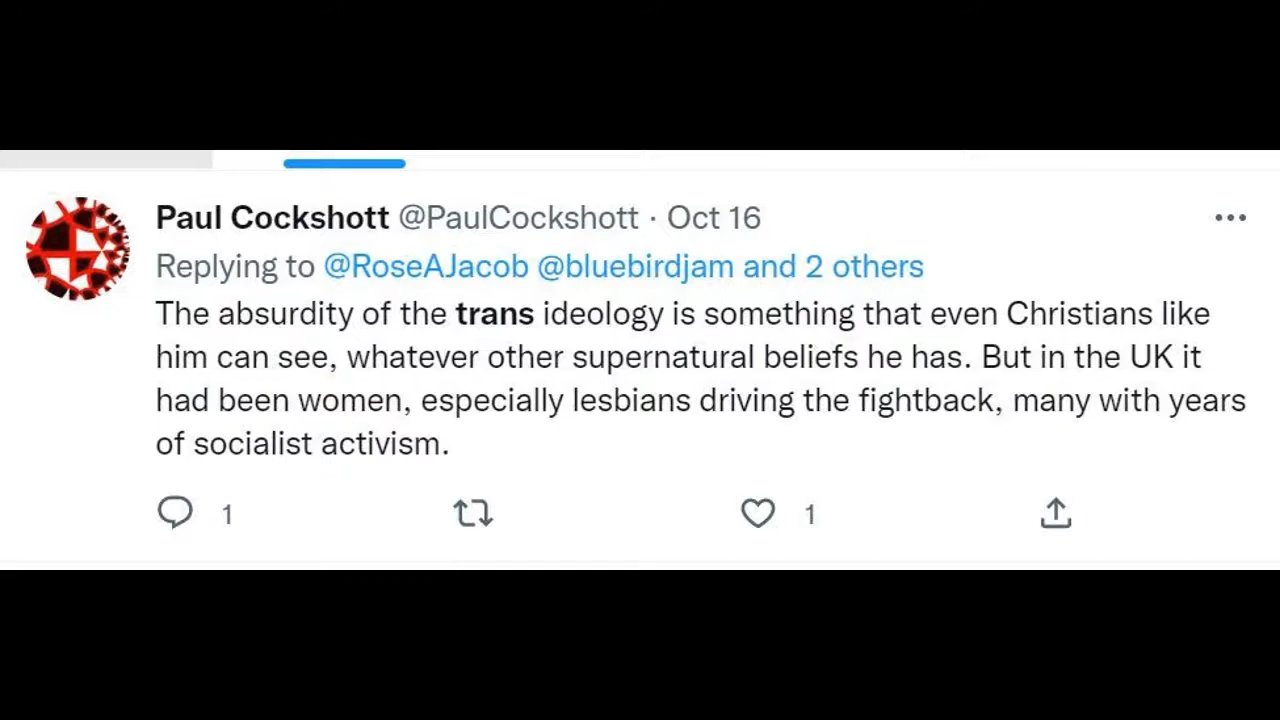 Paul Cockshott @PaulCockshott · Oct 16
Replying to @RoseAJacob @bluebirdjam and 2 others
The absurdity of the trans ideology is something that even Christians like
him can see, whatever other supernatural beliefs he has. But in the UK it
had been women, especially lesbians driving the fightback, many with years
of socialist activism.
1 1